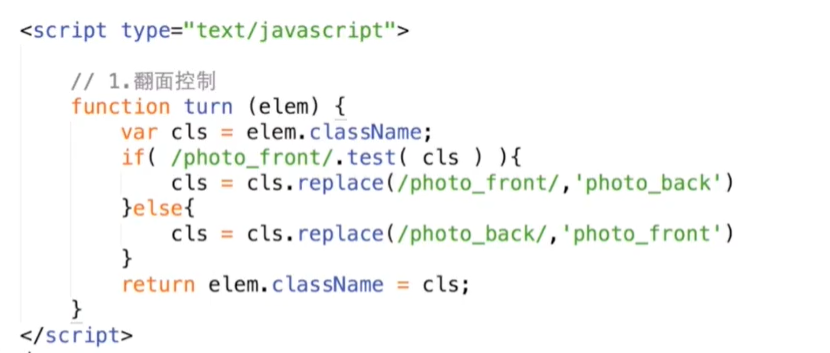 <script type="text/javascript">
// 1.翻面控制
function turn (elem) {
var cls = elem.className;
if( /photo_front/.test( cls ) ){
cls = cls.replace(/photo_front/,'photo_back')
}else{
cls = cls.replace(/photo_back/,'photo_front')
}
return elem.className = cls;
}
</script>